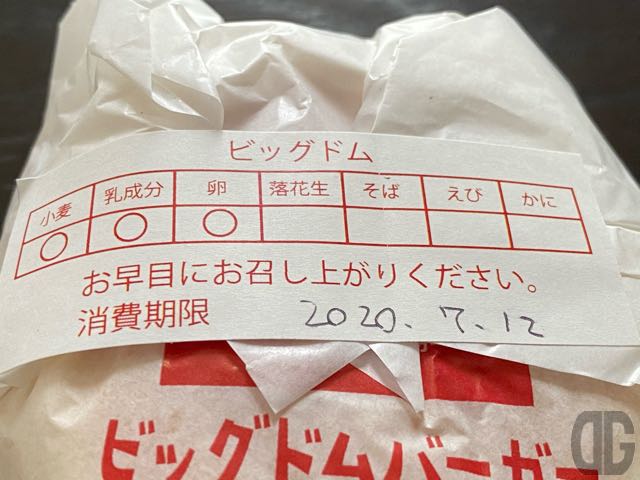 ビッグドム
小麦 乳成分 卵 落花生 そば えび かに
○ ○ ○
お早目にお召し上がりください。
消費期限 2020.7.12
ビッグドムバーガー
DG